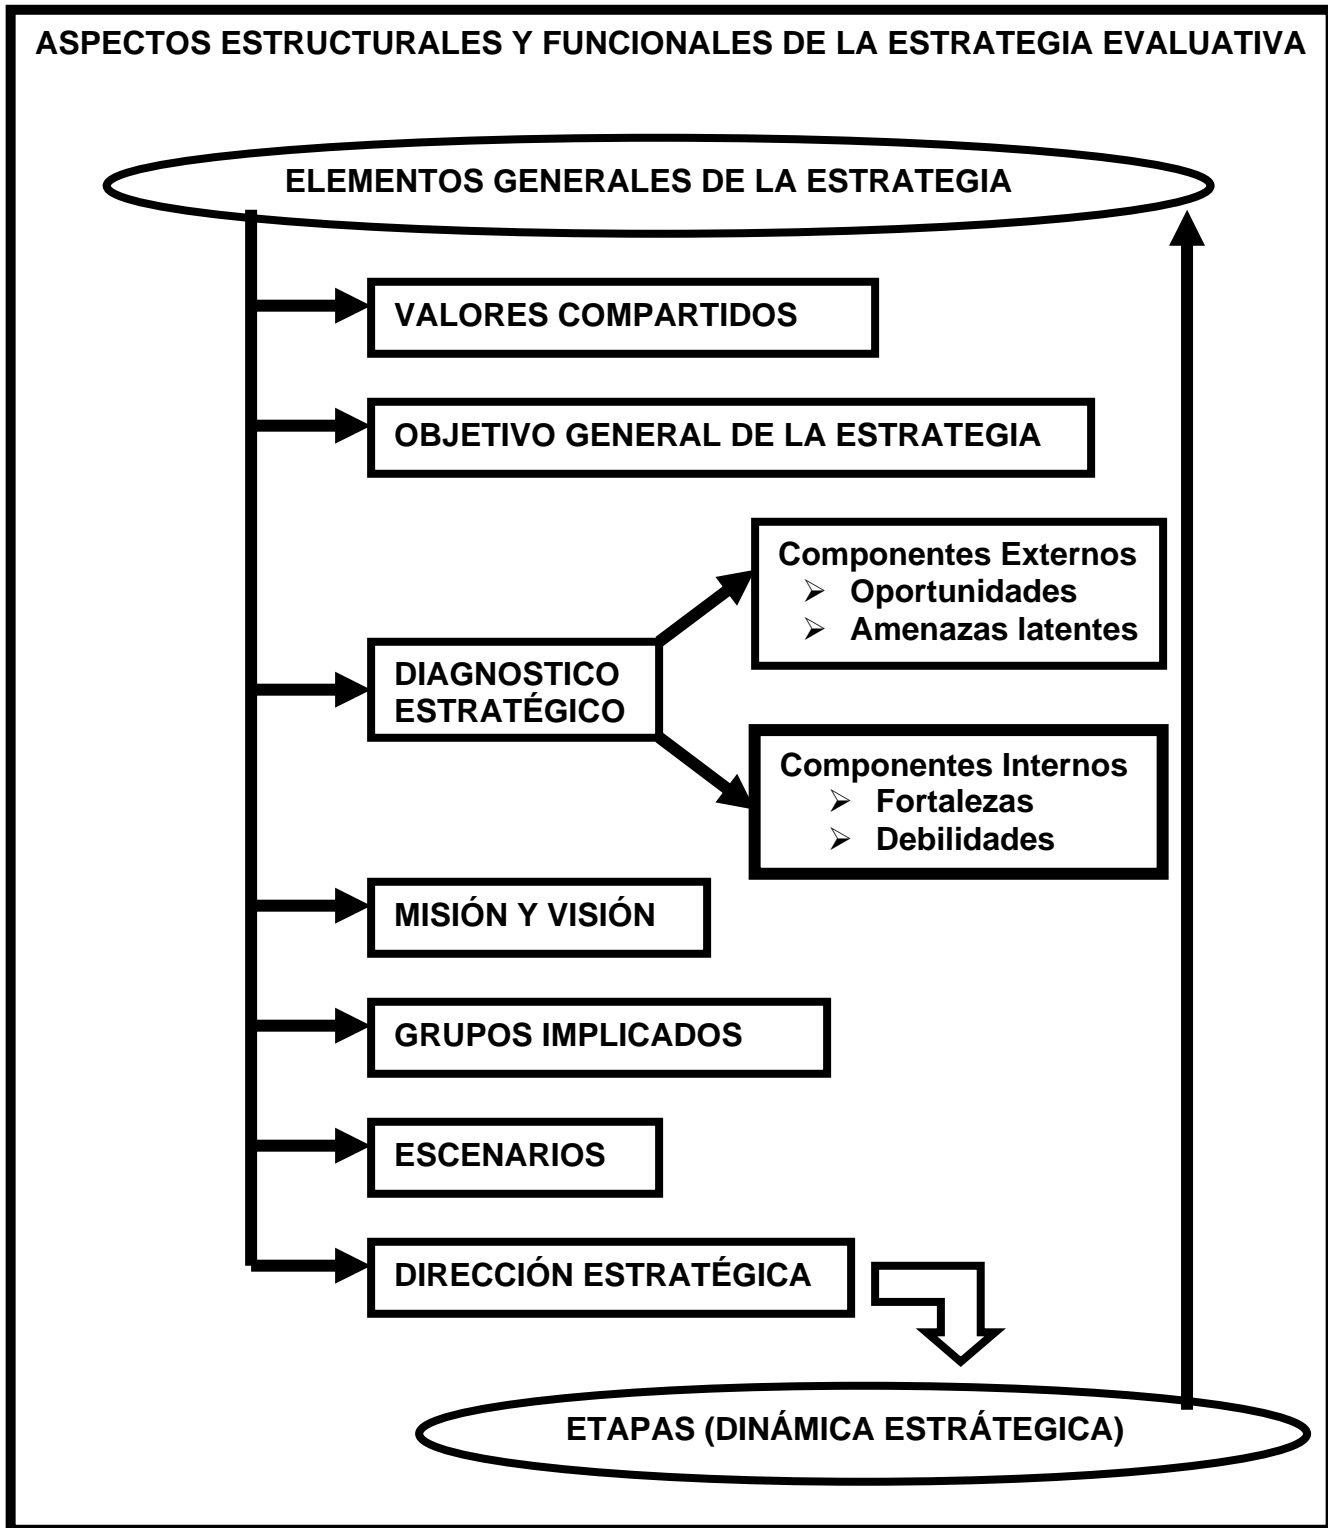 ASPECTOS ESTRUCTURALES Y FUNCIONALES DE LA ESTRATEGIA EVALUATIVA
ELEMENTOS GENERALES DE LA ESTRATEGIA
VALORES COMPARTIDOS
OBJETIVO GENERAL DE LA ESTRATEGIA
Componentes Externos
➢ Oportunidades
➢ Amenazas latentes
DIAGNOSTICO
ESTRATÉGICO
Componentes Internos
➢ Fortalezas
➢ Debilidades
MISIÓN Y VISIÓN
GRUPOS IMPLICADOS
ESCENARIOS
DIRECCIÓN ESTRATÉGICA
ETAPAS (DINÁMICA ESTRÁTEGICA)